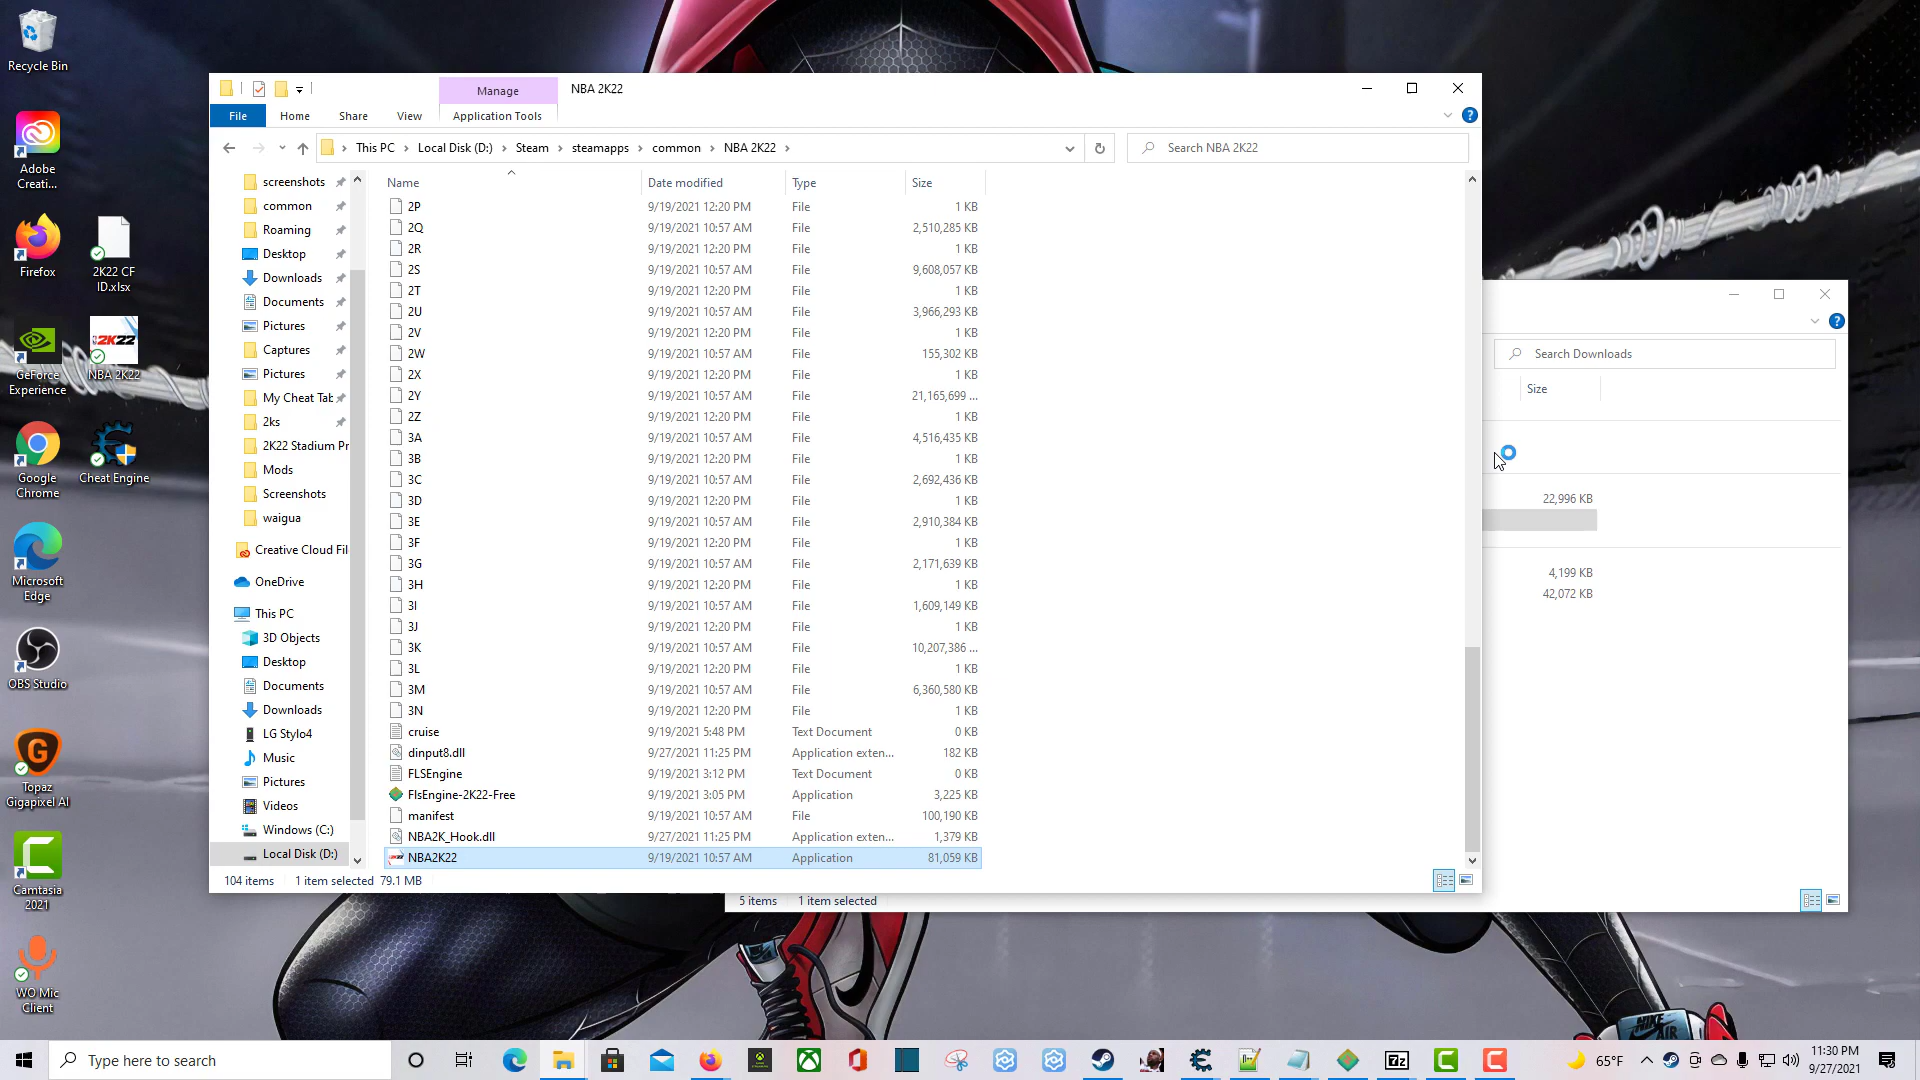 Recycle Bin
Adobe
Creati...
Firefox
2K22 CF
ID.xlsx
GeForce
Experience
2K22
NBA 2K22
Google
Chrome
Cheat Engine
Microsoft
Edge
OBS Studio
Topaz
Gigapixel AI
Camtasia
2021
WO Mic
Client
Manage
NBA 2K22
File
Home
Share
View
Application Tools
This PC
Local Disk (D:)
Steam
steamapps
common
NBA 2K22
Search NBA 2K22
screenshots
common
Roaming
Desktop
Downloads
Documents
Pictures
Captures
Pictures
My Cheat Tab
2ks
2K22 Stadium Pr
Mods
Screenshots
waigua
Creative Cloud Fil
OneDrive
This PC
3D Objects
Desktop
Documents
Downloads
LG Stylo4
Music
Pictures
Videos
Windows (C:)
Local Disk (D:)
Name Date modified Type Size
2P 9/19/2021 12:20 PM File 1 KB
2Q 9/19/2021 10:57 AM File 2,510,285 KB
2R 9/19/2021 12:20 PM File 1 KB
2S 9/19/2021 10:57 AM File 9,608,057 KB
2T 9/19/2021 12:20 PM File 1 KB
2U 9/19/2021 10:57 AM File 3,966,293 KB
2V 9/19/2021 12:20 PM File 1 KB
2W 9/19/2021 10:57 AM File 155,302 KB
2X 9/19/2021 12:20 PM File 1 KB
2Y 9/19/2021 10:57 AM File 21,165,699 ...
2Z 9/19/2021 12:20 PM File 1 KB
3A 9/19/2021 10:57 AM File 4,516,435 KB
3B 9/19/2021 12:20 PM File 1 KB
3C 9/19/2021 10:57 AM File 2,692,436 KB
3D 9/19/2021 12:20 PM File 1 KB
3E 9/19/2021 10:57 AM File 2,910,384 KB
3F 9/19/2021 12:20 PM File 1 KB
3G 9/19/2021 10:57 AM File 2,171,639 KB
3H 9/19/2021 12:20 PM File 1 KB
3I 9/19/2021 10:57 AM File 1,609,149 KB
3J 9/19/2021 12:20 PM File 1 KB
3K 9/19/2021 10:57 AM File 10,207,386 ...
3L 9/19/2021 12:20 PM File 1 KB
3M 9/19/2021 10:57 AM File 6,360,580 KB
3N 9/19/2021 12:20 PM File 1 KB
cruise 9/19/2021 5:48 PM Text Document 0 KB
dinput8.dll 9/27/2021 11:25 PM Application exten... 182 KB
FLSEngine 9/19/2021 3:12 PM Text Document 0 KB
FlsEngine-2K22-Free 9/19/2021 3:05 PM Application 3,225 KB
manifest 9/19/2021 10:57 AM File 100,190 KB
NBA2K_Hook.dll 9/27/2021 11:25 PM Application exten... 1,379 KB
NBA2K22 9/19/2021 10:57 AM Application 81,059 KB
104 items 1 item selected 79.1 MB
Search Downloads
Size
22,996 KB
4,199 KB
42,072 KB
5 items 1 item selected
NIKE
AIR
Type here to search
65°F
11:30 PM
9/27/2021